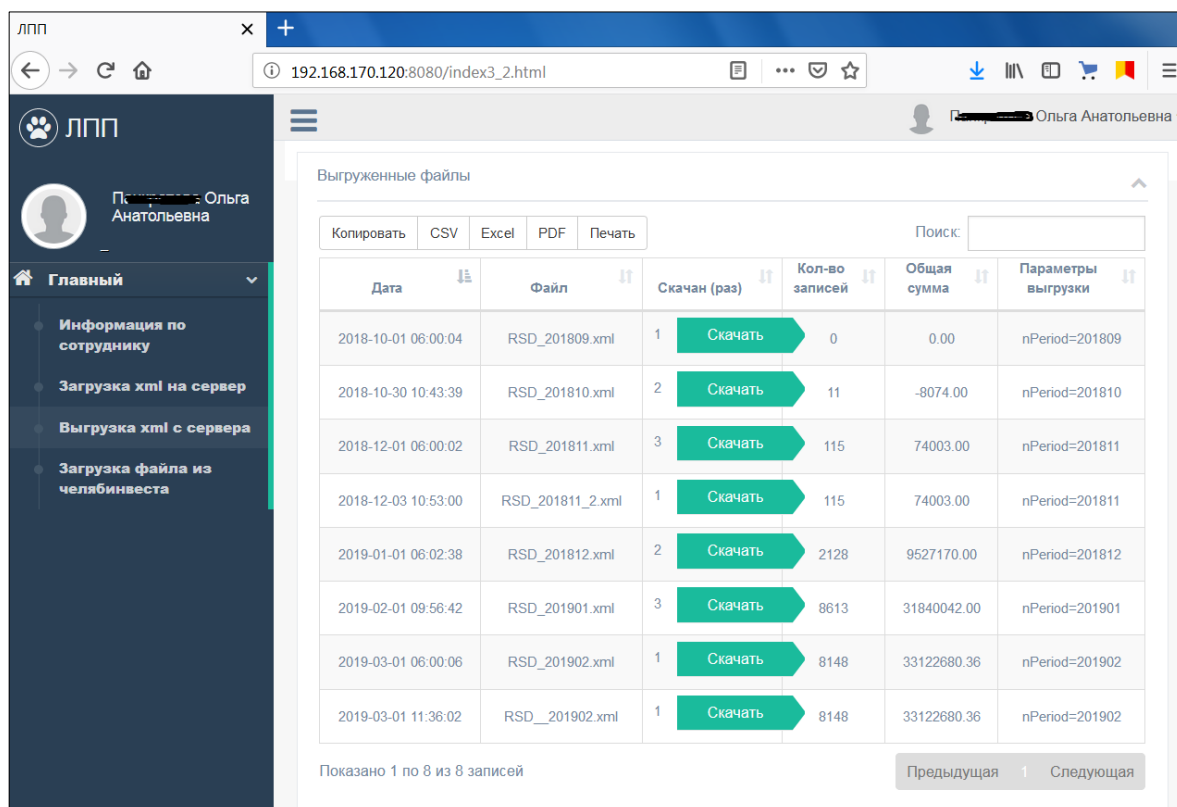 ЛПП
192.168.170.120:8080/index3_2.html
ЛПП
Ольга Анатольевна
Ольга
Анатольевна
Главный
Информация по
сотруднику
Загрузка xml на сервер
Выгрузка xml с сервера
Загрузка файла из
челябинвеста
Выгруженные файлы
Копировать CSV Excel PDF Печать Поиск:
Дата Файл Скачан (раз) Кол-во записей Общая сумма Параметры выгрузки
2018-10-01 06:00:04 RSD_201809.xml 1 Скачать 0 0.00 nPeriod=201809
2018-10-30 10:43:39 RSD_201810.xml 2 Скачать 11 -8074.00 nPeriod=201810
2018-12-01 06:00:02 RSD_201811.xml 3 Скачать 115 74003.00 nPeriod=201811
2018-12-03 10:53:00 RSD_201811_2.xml 1 Скачать 115 74003.00 nPeriod=201811
2019-01-01 06:02:38 RSD_201812.xml 2 Скачать 2128 9527170.00 nPeriod=201812
2019-02-01 09:56:42 RSD_201901.xml 3 Скачать 8613 31840042.00 nPeriod=201901
2019-03-01 06:00:06 RSD_201902.xml 1 Скачать 8148 33122680.36 nPeriod=201902
2019-03-01 11:36:02 RSD__201902.xml 1 Скачать 8148 33122680.36 nPeriod=201902
Показано 1 по 8 из 8 записей
Предыдущая 1 Следующая